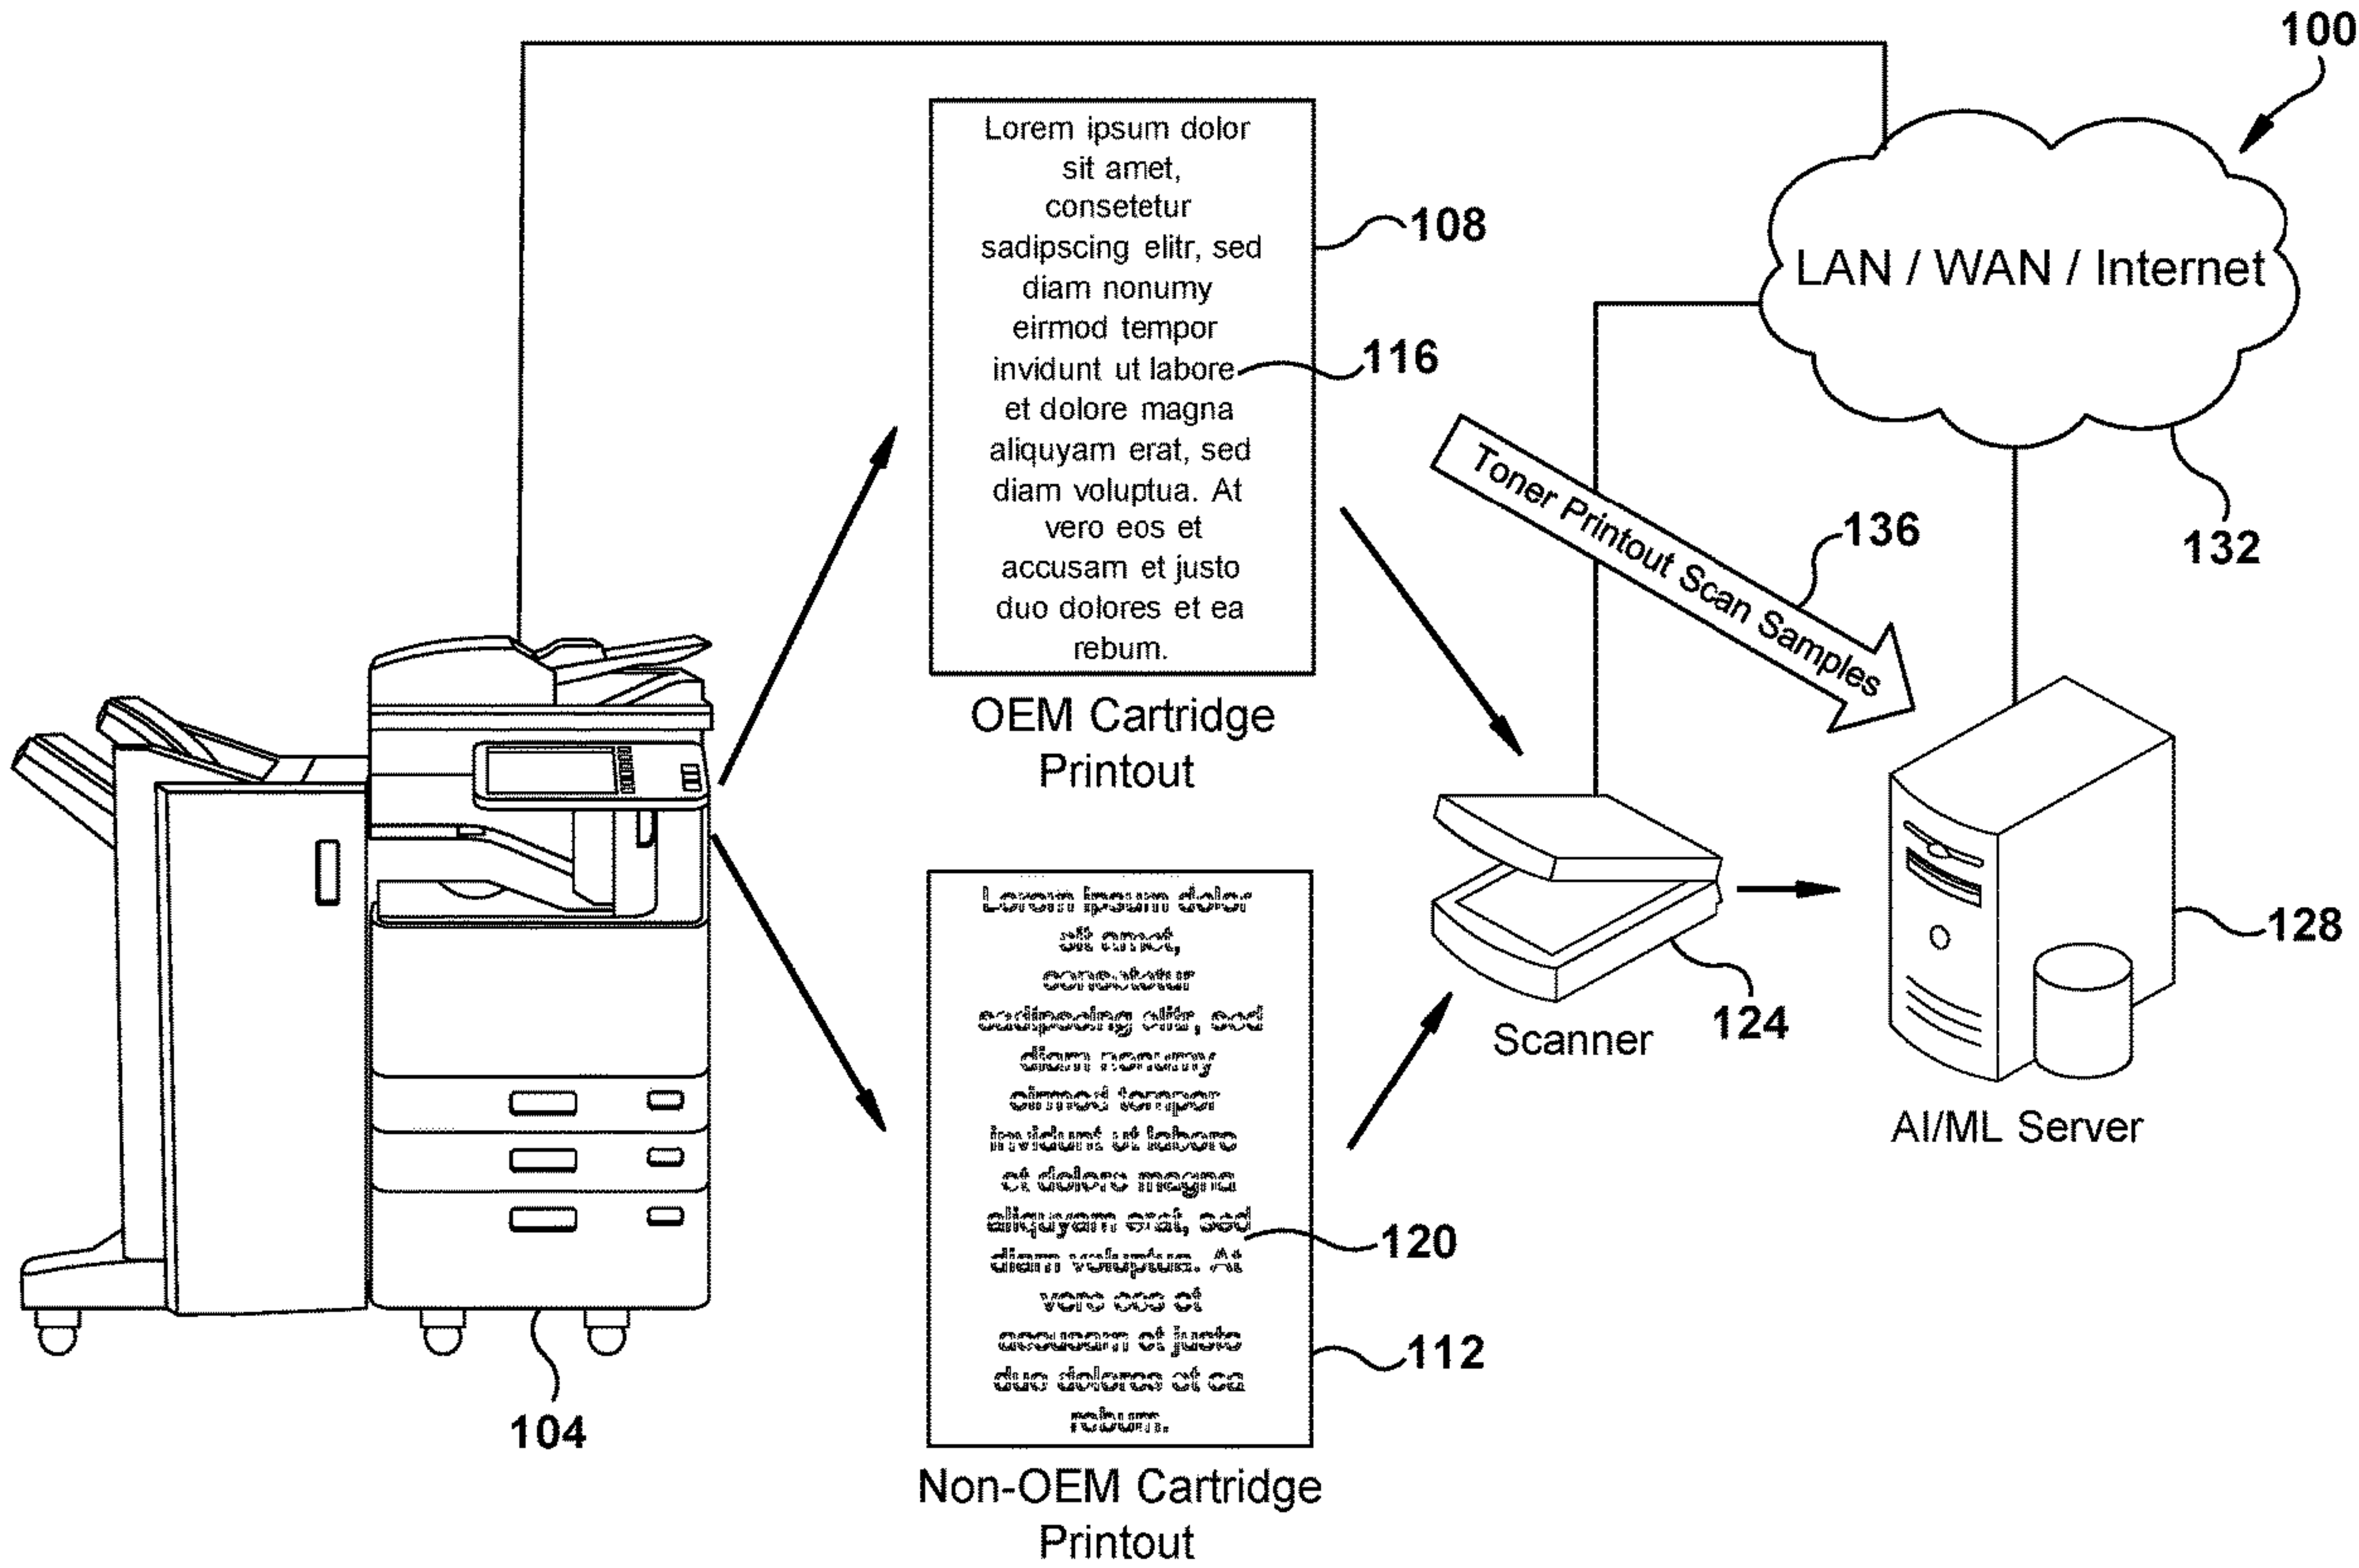 100
Lorem ipsum dolor
sit amet,
consetetur
sadipscing elitr, sed
diam nonumy
eirmod tempor
invidunt ut labore
et dolore magna
aliquyam erat, sed
diam voluptua. At
vero eos et
accusam et justo
duo dolores et ea
rebum.
108
116
OEM Cartridge
Printout
LAN / WAN / Internet
132
Toner Printout Scan Samples
136
Lorem ipsum dolor
sit amet,
consetetur
sadipscing elitr, sed
diam nonumy
eirmod tempor
invidunt ut labore
et dolore magna
aliquyam erat, sed
diam voluptua. At
vero eos et
accusam et justo
duo dolores et ea
rebum.
120
112
Non-OEM Cartridge
Printout
Scanner
124
128
AI/ML Server
104